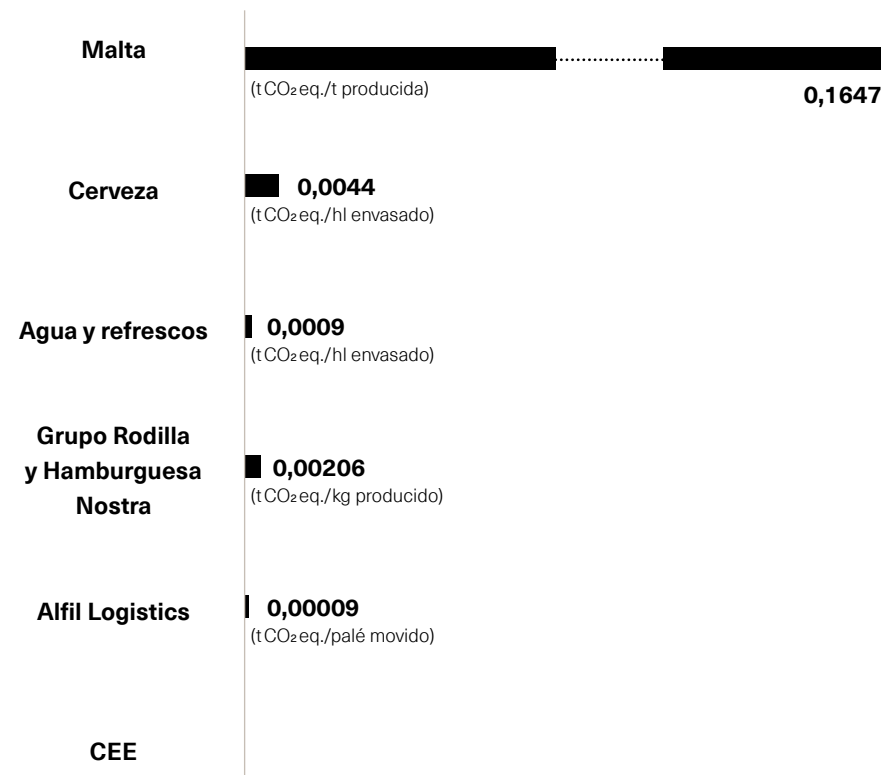 Malta
(t CO₂ eq./t producida)
0,1647
Cerveza
0,0044
(t CO₂ eq./hl envasado)
Agua y refrescos
0,0009
(t CO₂ eq./hl envasado)
Grupo Rodilla
y Hamburguesa
Nostra
0,00206
(t CO₂ eq./kg producido)
Alfil Logistics
0,00009
(t CO₂ eq./palé movido)
CEE